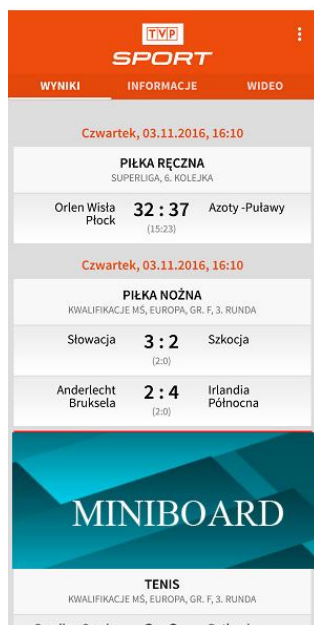 TVP
SPORT
WYNIKI INFORMACJE WIDEO
Czwartek, 03.11.2016, 16:10
PIŁKA RĘCZNA
SUPERLIGA, 6. KOLEJKA
Orlen Wisła
Płock
32 : 37
(15:23)
Azoty -Puławy
Czwartek, 03.11.2016, 16:10
PIŁKA NOŻNA
KWALIFIKACJE MŚ, EUROPA, GR. F, 3. RUNDA
Słowacja 3 : 2 Szkocja
(2:0)
Anderlecht
Bruksela
2 : 4
(2:0)
Irlandia
Północna
MINIBOARD
TENIS
KWALIFIKACJE MŚ, EUROPA, GR. F, 3. RUNDA